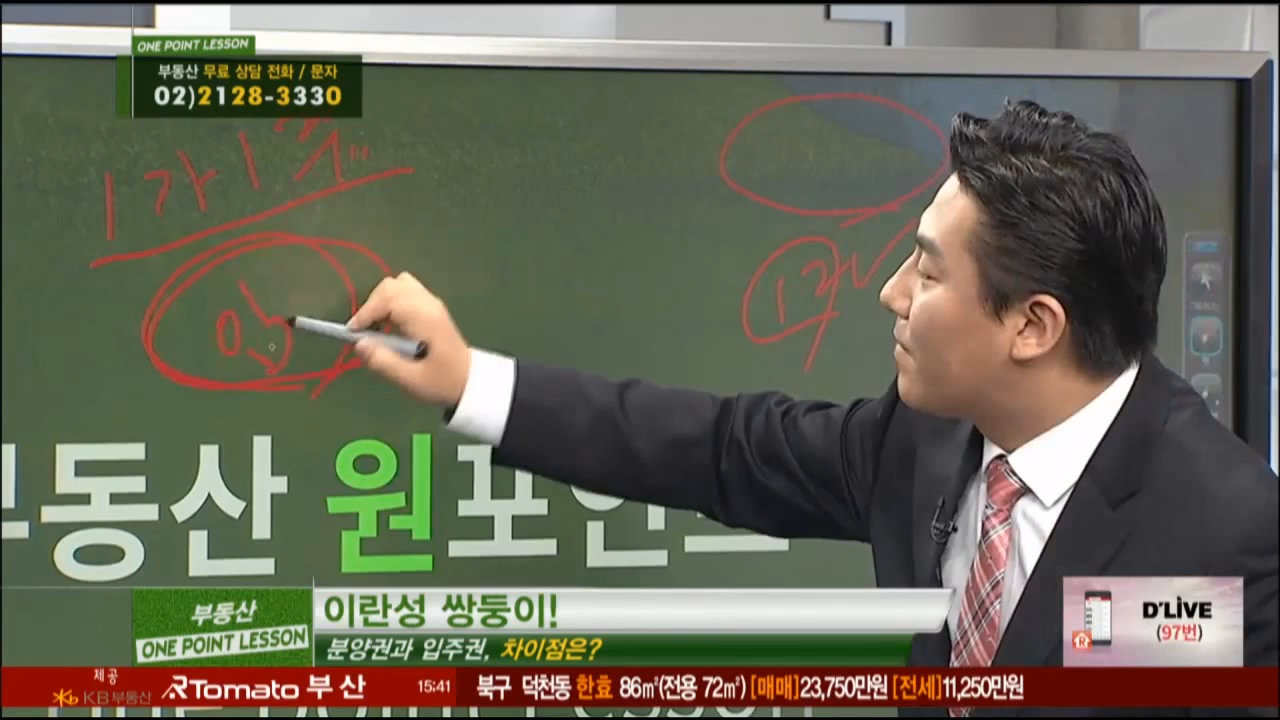 ONE POINT LESSON
부동산 무료 상담 전화 / 문자
02)2128-3330
1가 1주
부동산 원포인트
부동산
ONE POINT LESSON
이란성 쌍둥이!
분양권과 입주권, 차이점은?
D'LIVE
(97번)
제공
KB부동산
RTomato 부산
15:41
북구 덕천동 한효 86㎡(전용 72㎡) [매매]23,750만원 [전세]11,250만원